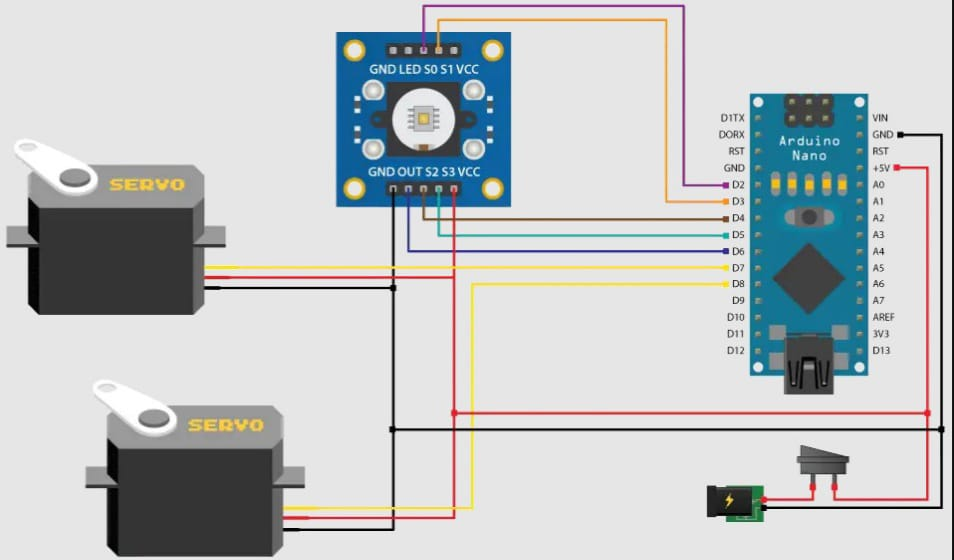 GND LED S0 S1 VCC
GND OUT S2 S3 VCC
SERVO
SERVO
Arduino
Nano
D1TX
DORX
RST
GND
D2
D3
D4
D5
D6
D7
D8
D9
D10
D11
D12
VIN
GND
RST
+5V
A0
A1
A2
A3
A4
A5
A6
A7
AREF
3V3
D13